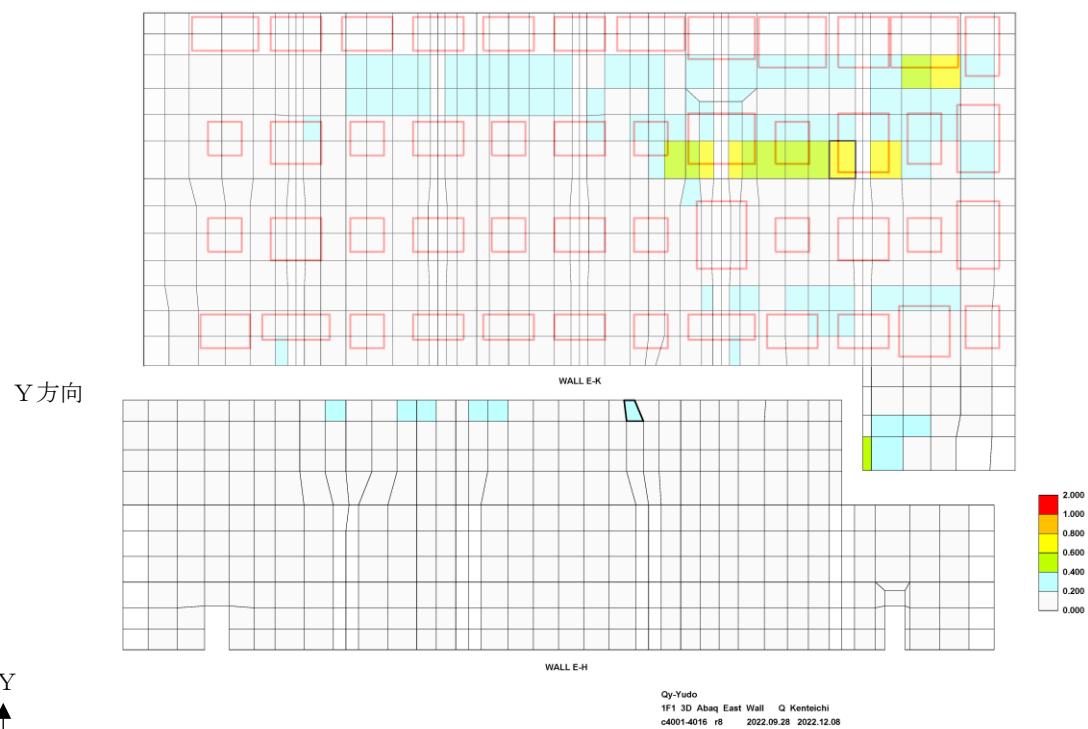 WALL E-K
Y方向
2.000
1.000
0.800
0.600
0.400
0.200
0.000
WALL E-H
Y
Qy-Yudo
1F1 3D Abaq East Wall Q Kenteichi
c4001-4016 r8 2022.09.28 2022.12.08